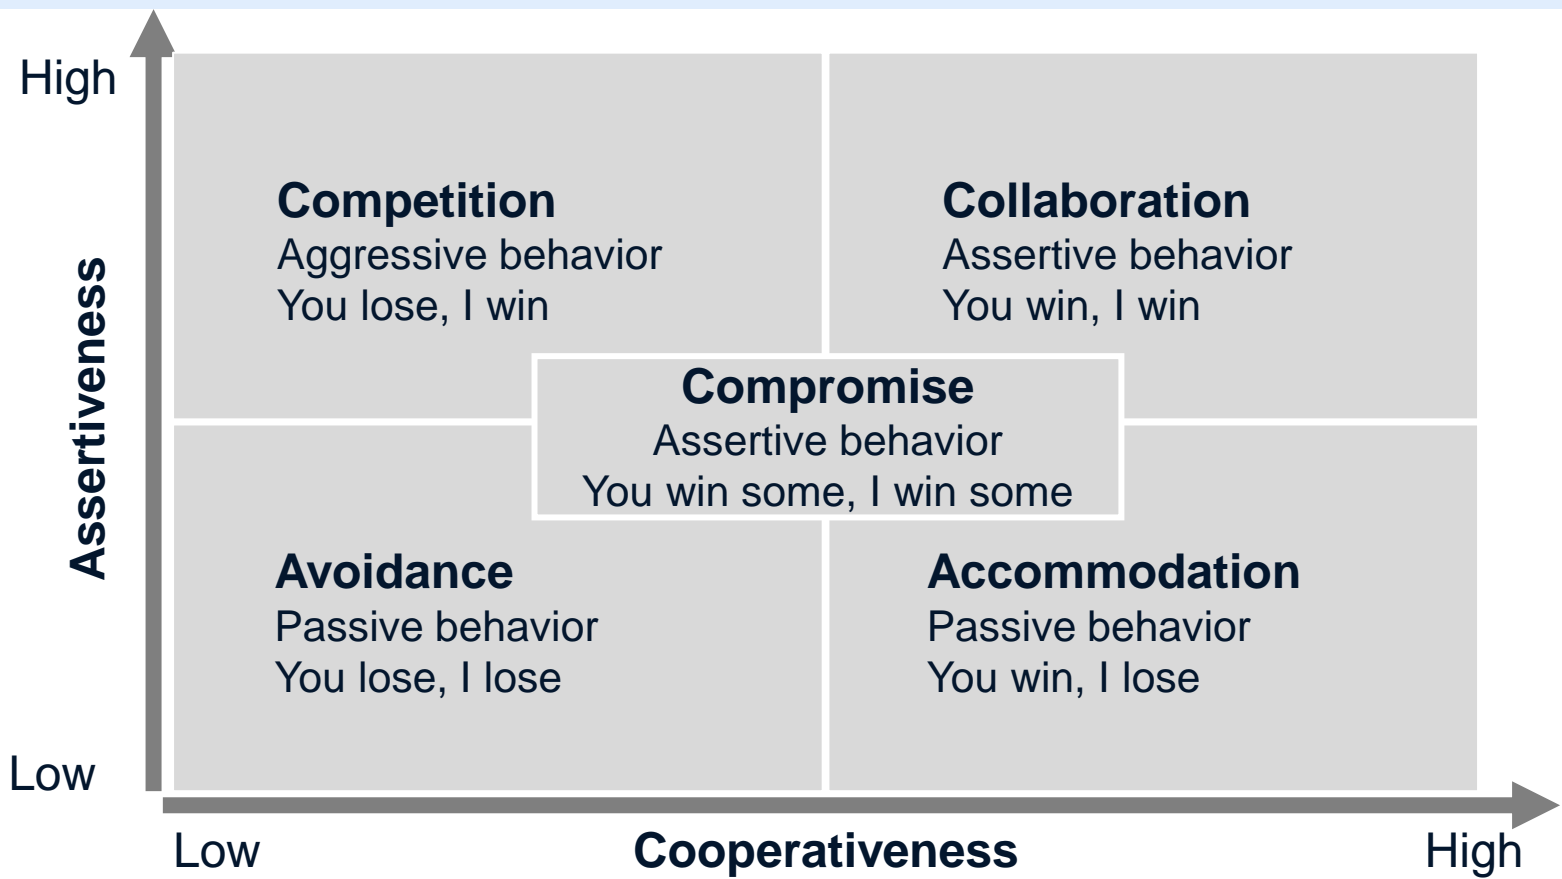 High
Competition
Aggressive behavior
You lose, I win
Collaboration
Assertive behavior
You win, I win
Assertiveness
Compromise
Assertive behavior
You win some, I win some
Avoidance
Passive behavior
You lose, I lose
Accommodation
Passive behavior
You win, I lose
Low
Low
Cooperativeness
High